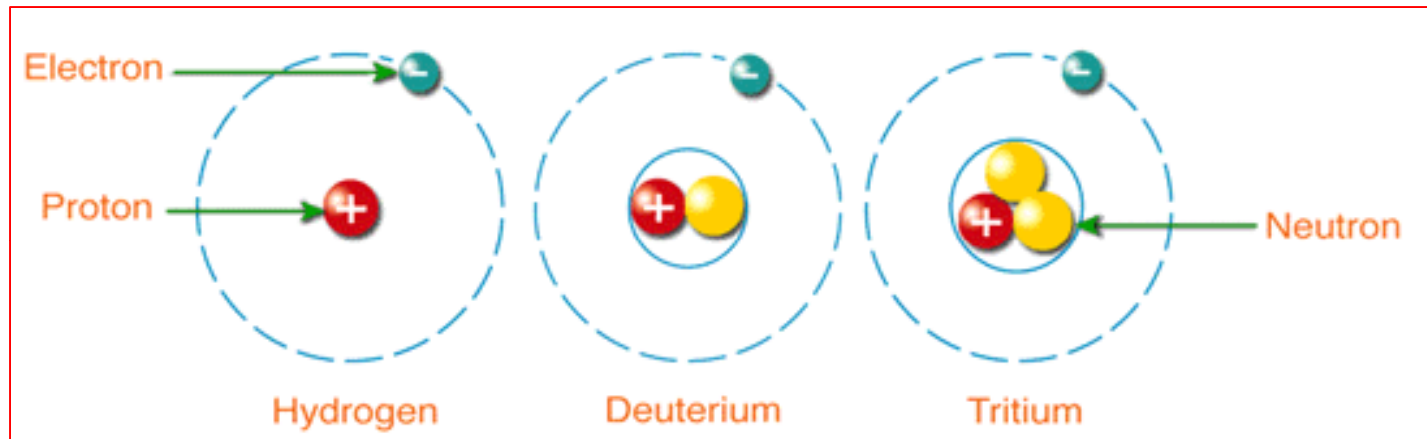 Electron
-
-
-
Proton
+
+
+
Neutron
Hydrogen
Deuterium
Tritium